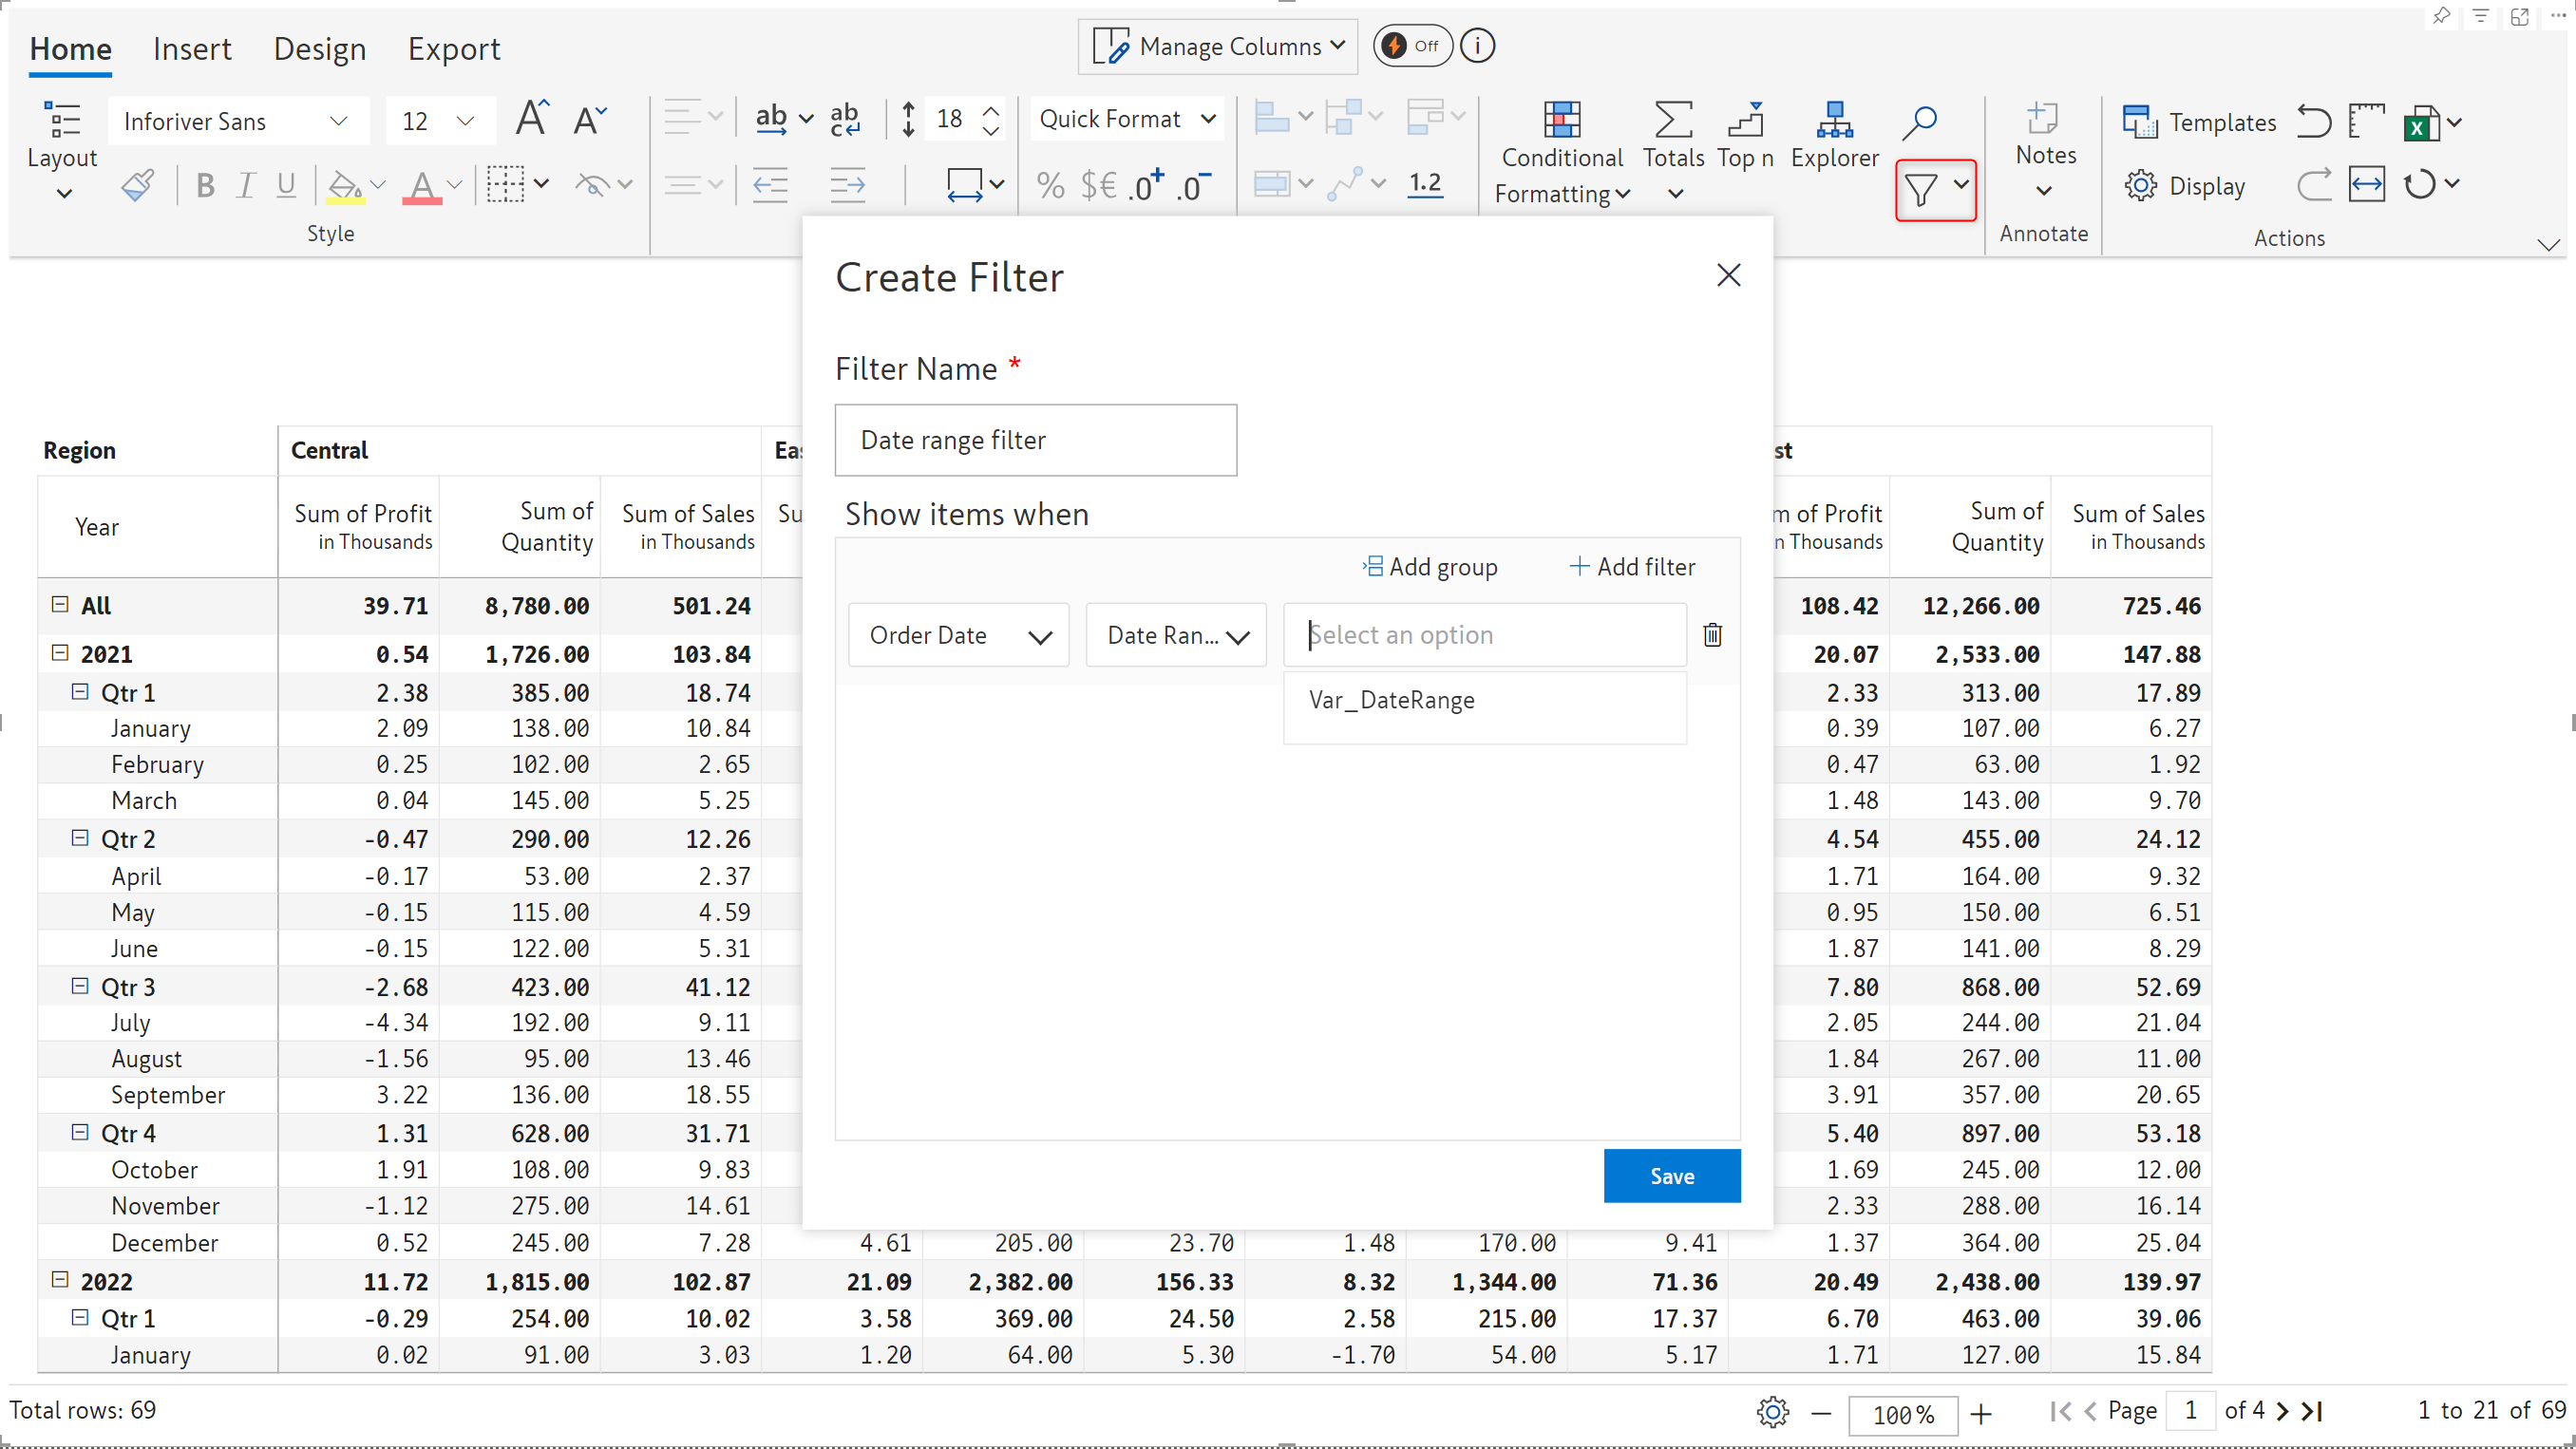 Home Insert Design Export Manage Columns Off i
Inforiver Sans 12 A A ab ab 18 Quick Format
c
Layout Conditional Totals Top n Explorer Notes Templates
B I U A % $€ .0+ .0- 1.2 Formatting Display
Style Annotate Actions
Create Filter
Filter Name *
Date range filter
Show items when
Add group + Add filter
Order Date Date Ran... Select an option
Var_DateRange
Save
Region Central Eas st
Year Sum of Profit in Thousands Sum of Quantity Sum of Sales in Thousands Su m of Profit n Thousands Sum of Quantity Sum of Sales in Thousands
All 39.71 8,780.00 501.24 108.42 12,266.00 725.46
2021 0.54 1,726.00 103.84 20.07 2,533.00 147.88
Qtr 1 2.38 385.00 18.74 2.33 313.00 17.89
January 2.09 138.00 10.84 0.39 107.00 6.27
February 0.25 102.00 2.65 0.47 63.00 1.92
March 0.04 145.00 5.25 1.48 143.00 9.70
Qtr 2 -0.47 290.00 12.26 4.54 455.00 24.12
April -0.17 53.00 2.37 1.71 164.00 9.32
May -0.15 115.00 4.59 0.95 150.00 6.51
June -0.15 122.00 5.31 1.87 141.00 8.29
Qtr 3 -2.68 423.00 41.12 7.80 868.00 52.69
July -4.34 192.00 9.11 2.05 244.00 21.04
August -1.56 95.00 13.46 1.84 267.00 11.00
September 3.22 136.00 18.55 3.91 357.00 20.65
Qtr 4 1.31 628.00 31.71 5.40 897.00 53.18
October 1.91 108.00 9.83 1.69 245.00 12.00
November -1.12 275.00 14.61 2.33 288.00 16.14
December 0.52 245.00 7.28 4.61 205.00 23.70 1.48 170.00 9.41 1.37 364.00 25.04
2022 11.72 1,815.00 102.87 21.09 2,382.00 156.33 8.32 1,344.00 71.36 20.49 2,438.00 139.97
Qtr 1 -0.29 254.00 10.02 3.58 369.00 24.50 2.58 215.00 17.37 6.70 463.00 39.06
January 0.02 91.00 3.03 1.20 64.00 5.30 -1.70 54.00 5.17 1.71 127.00 15.84
Total rows: 69 100% Page 1 of 4 1 to 21 of 69